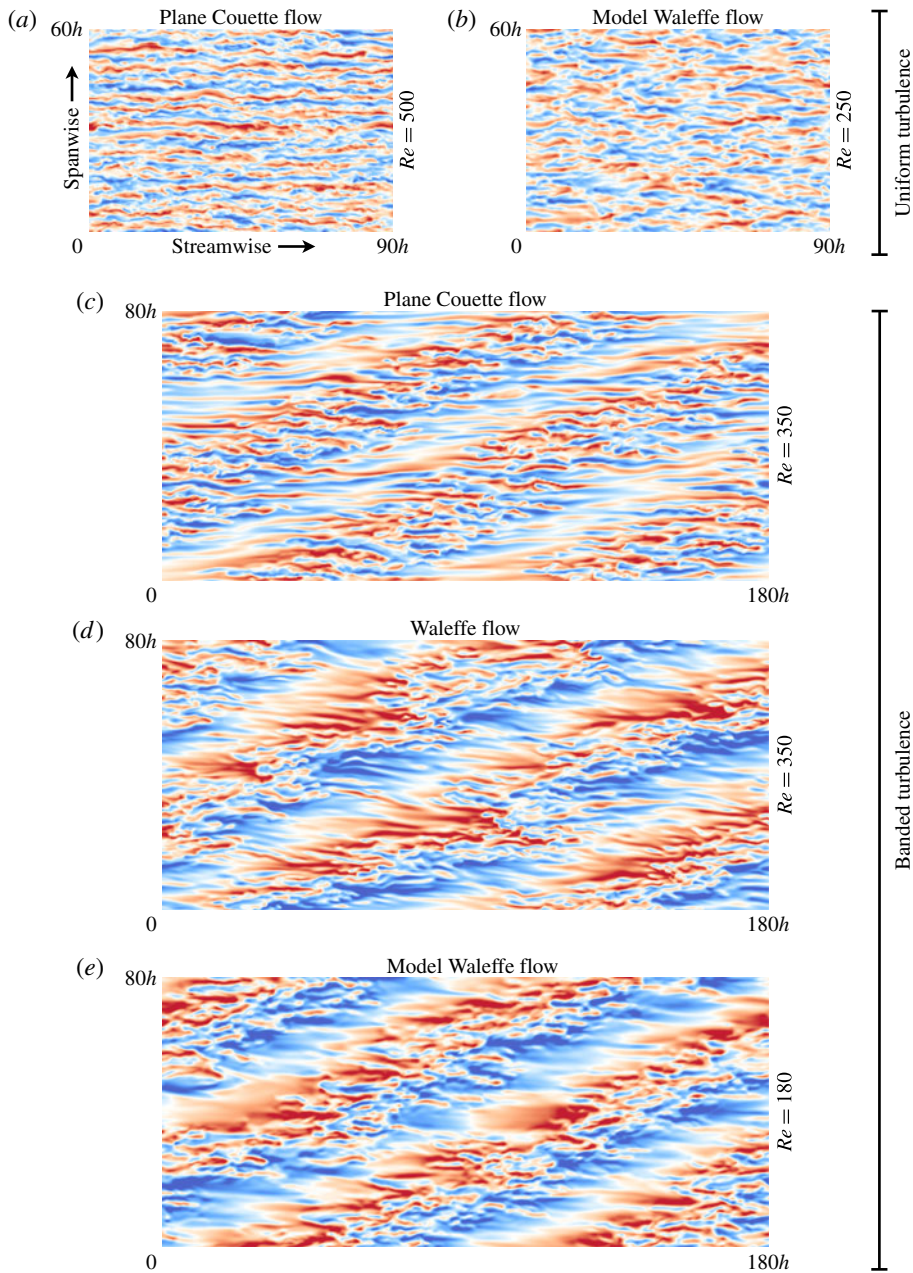 (a)
Plane Couette flow
60h
Spanwise
0
Streamwise
90h
Re = 500
(b)
Model Waleffe flow
60h
0
90h
Re = 250
Uniform turbulence
(c)
Plane Couette flow
80h
0
180h
Re = 350
(d)
Waleffe flow
80h
0
180h
Re = 350
Banded turbulence
(e)
Model Waleffe flow
80h
0
180h
Re = 180